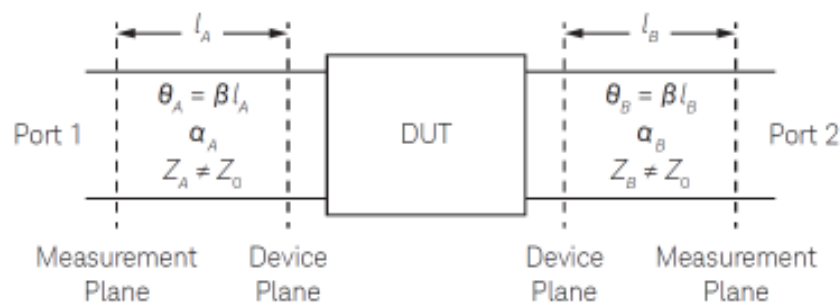 l_A
l_B
θ_A = βl_A
α_A
Z_A ≠ Z_0
Port 1
DUT
θ_B = βl_B
α_B
Z_B ≠ Z_0
Port 2
Measurement
Plane
Device
Plane
Device
Plane
Measurement
Plane